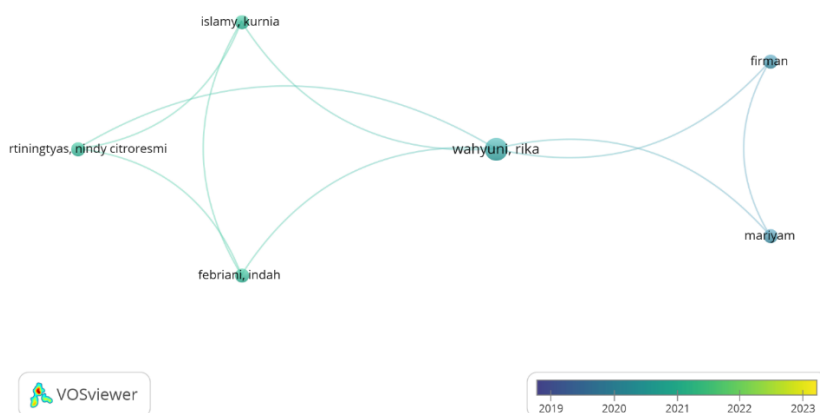 islamy, kurnia
firman
rtiningtyas, nindy citroresmi
wahyuni, rika
mariyam
febriani, indah
VOSviewer
2019 2020 2021 2022 2023